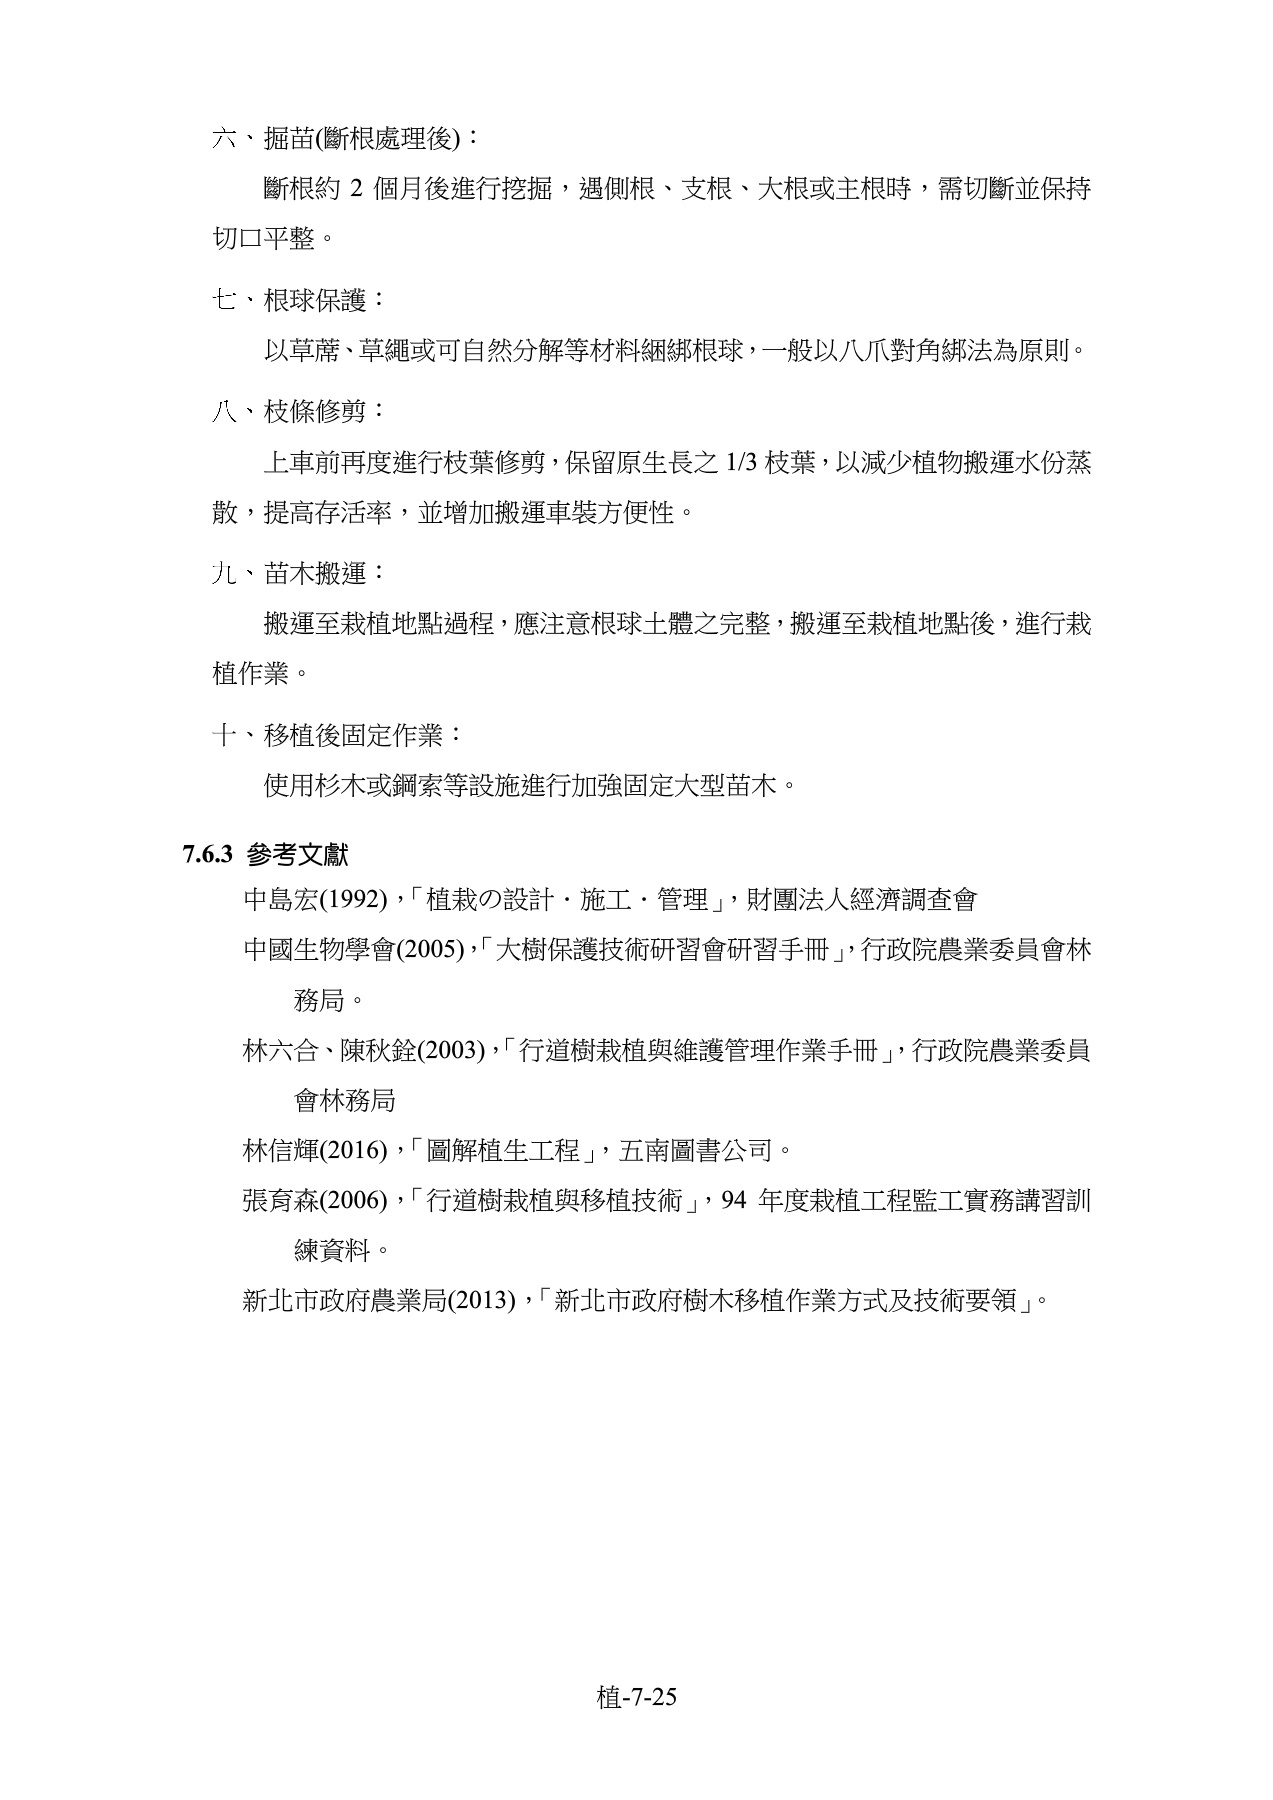 六、掘苗(斷根處理後)：
斷根約 2 個月後進行挖掘，遇側根、支根、大根或主根時，需切斷並保持
切口平整。
七、根球保護：
以草蓆、草繩或可自然分解等材料綑綁根球，一般以八爪對角綁法為原則。
八、枝條修剪：
上車前再度進行枝葉修剪，保留原生長之 1/3 枝葉，以減少植物搬運水份蒸
散，提高存活率，並增加搬運車裝方便性。
九、苗木搬運：
搬運至栽植地點過程，應注意根球土體之完整，搬運至栽植地點後，進行栽
植作業。
十、移植後固定作業：
使用杉木或鋼索等設施進行加強固定大型苗木。
7.6.3 參考文獻
中島宏(1992)，「植栽の設計．施工．管理」，財團法人經濟調查會
中國生物學會(2005)，「大樹保護技術研習會研習手冊」，行政院農業委員會林
務局。
林六合、陳秋銓(2003)，「行道樹栽植與維護管理作業手冊」，行政院農業委員
會林務局
林信輝(2016)，「圖解植生工程」，五南圖書公司。
張育森(2006)，「行道樹栽植與移植技術」，94 年度栽植工程監工實務講習訓
練資料。
新北市政府農業局(2013)，「新北市政府樹木移植作業方式及技術要領」。
植-7-25